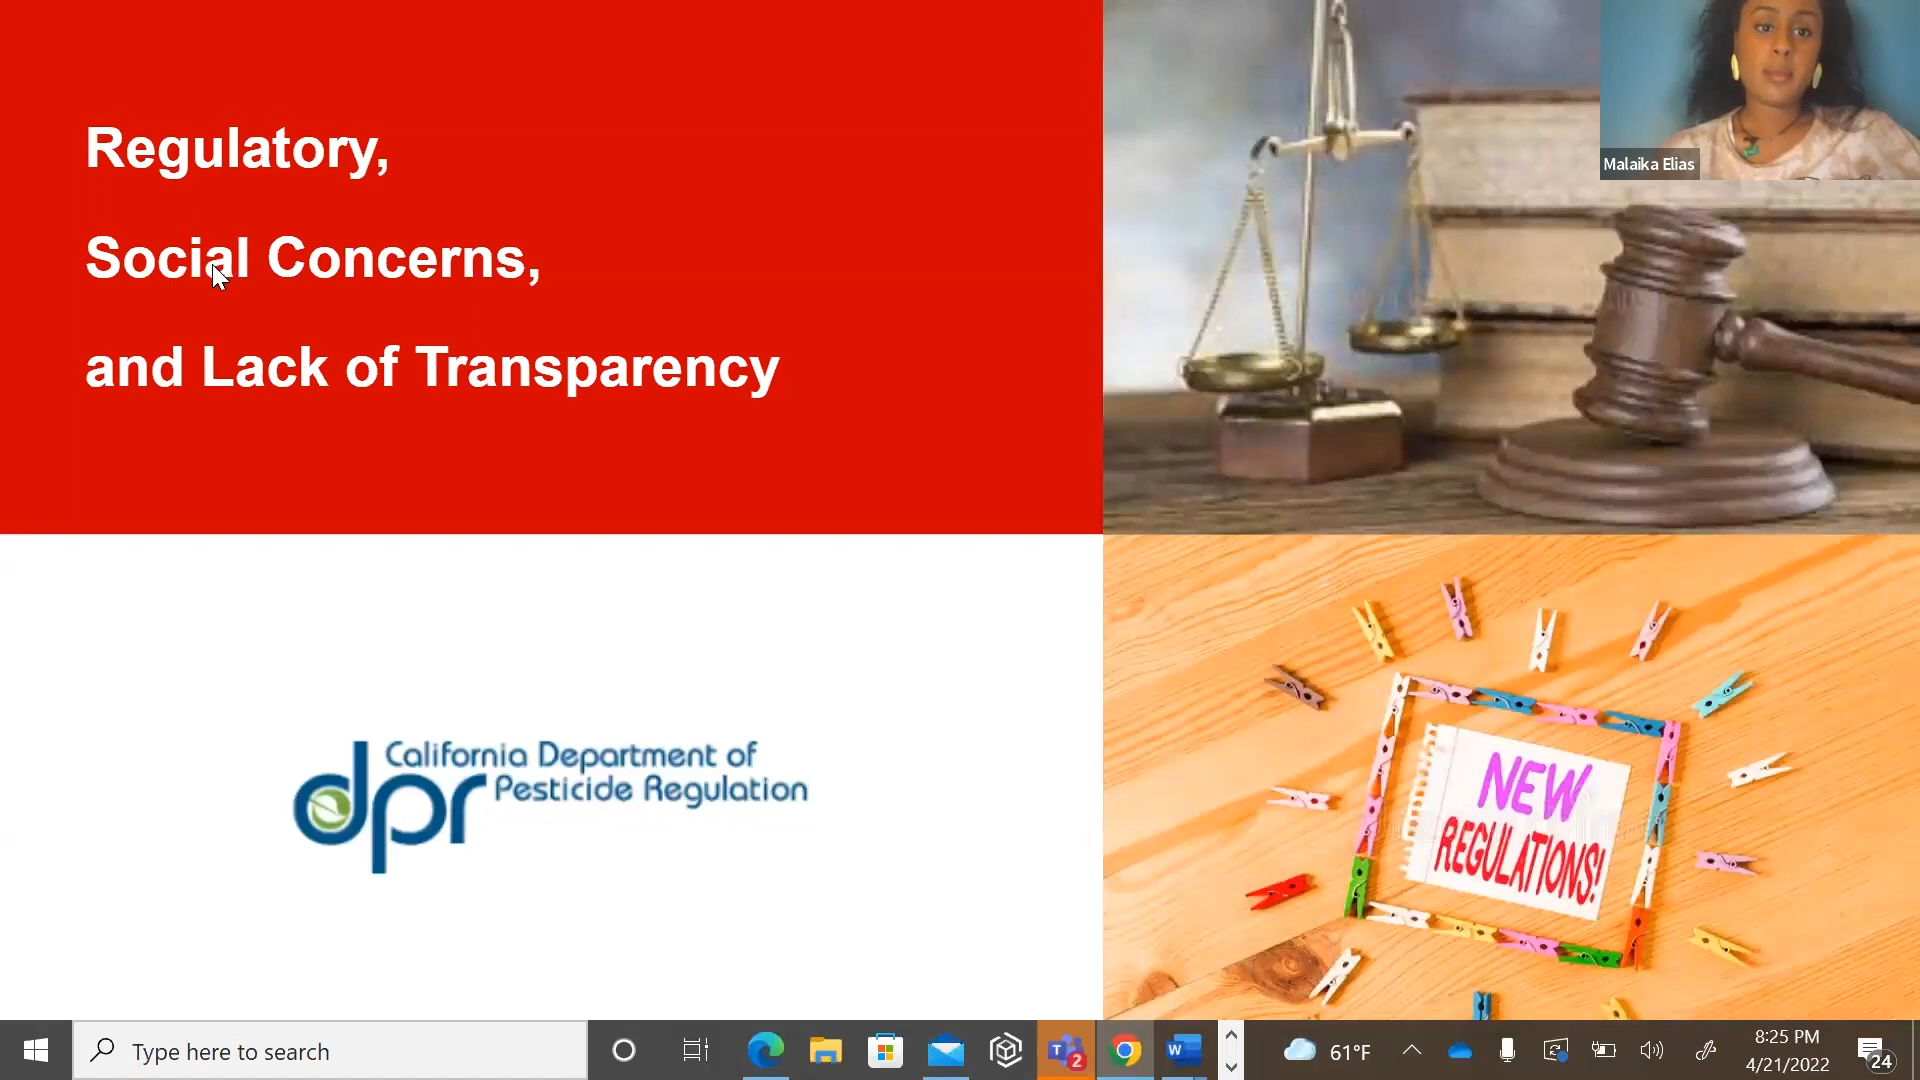 Regulatory,
Social Concerns,
and Lack of Transparency
Malaika Elias
California Department of
Pesticide Regulation
dpr
NEW
REGULATIONS!
Type here to search
2
61°F
8:25 PM
4/21/2022
24